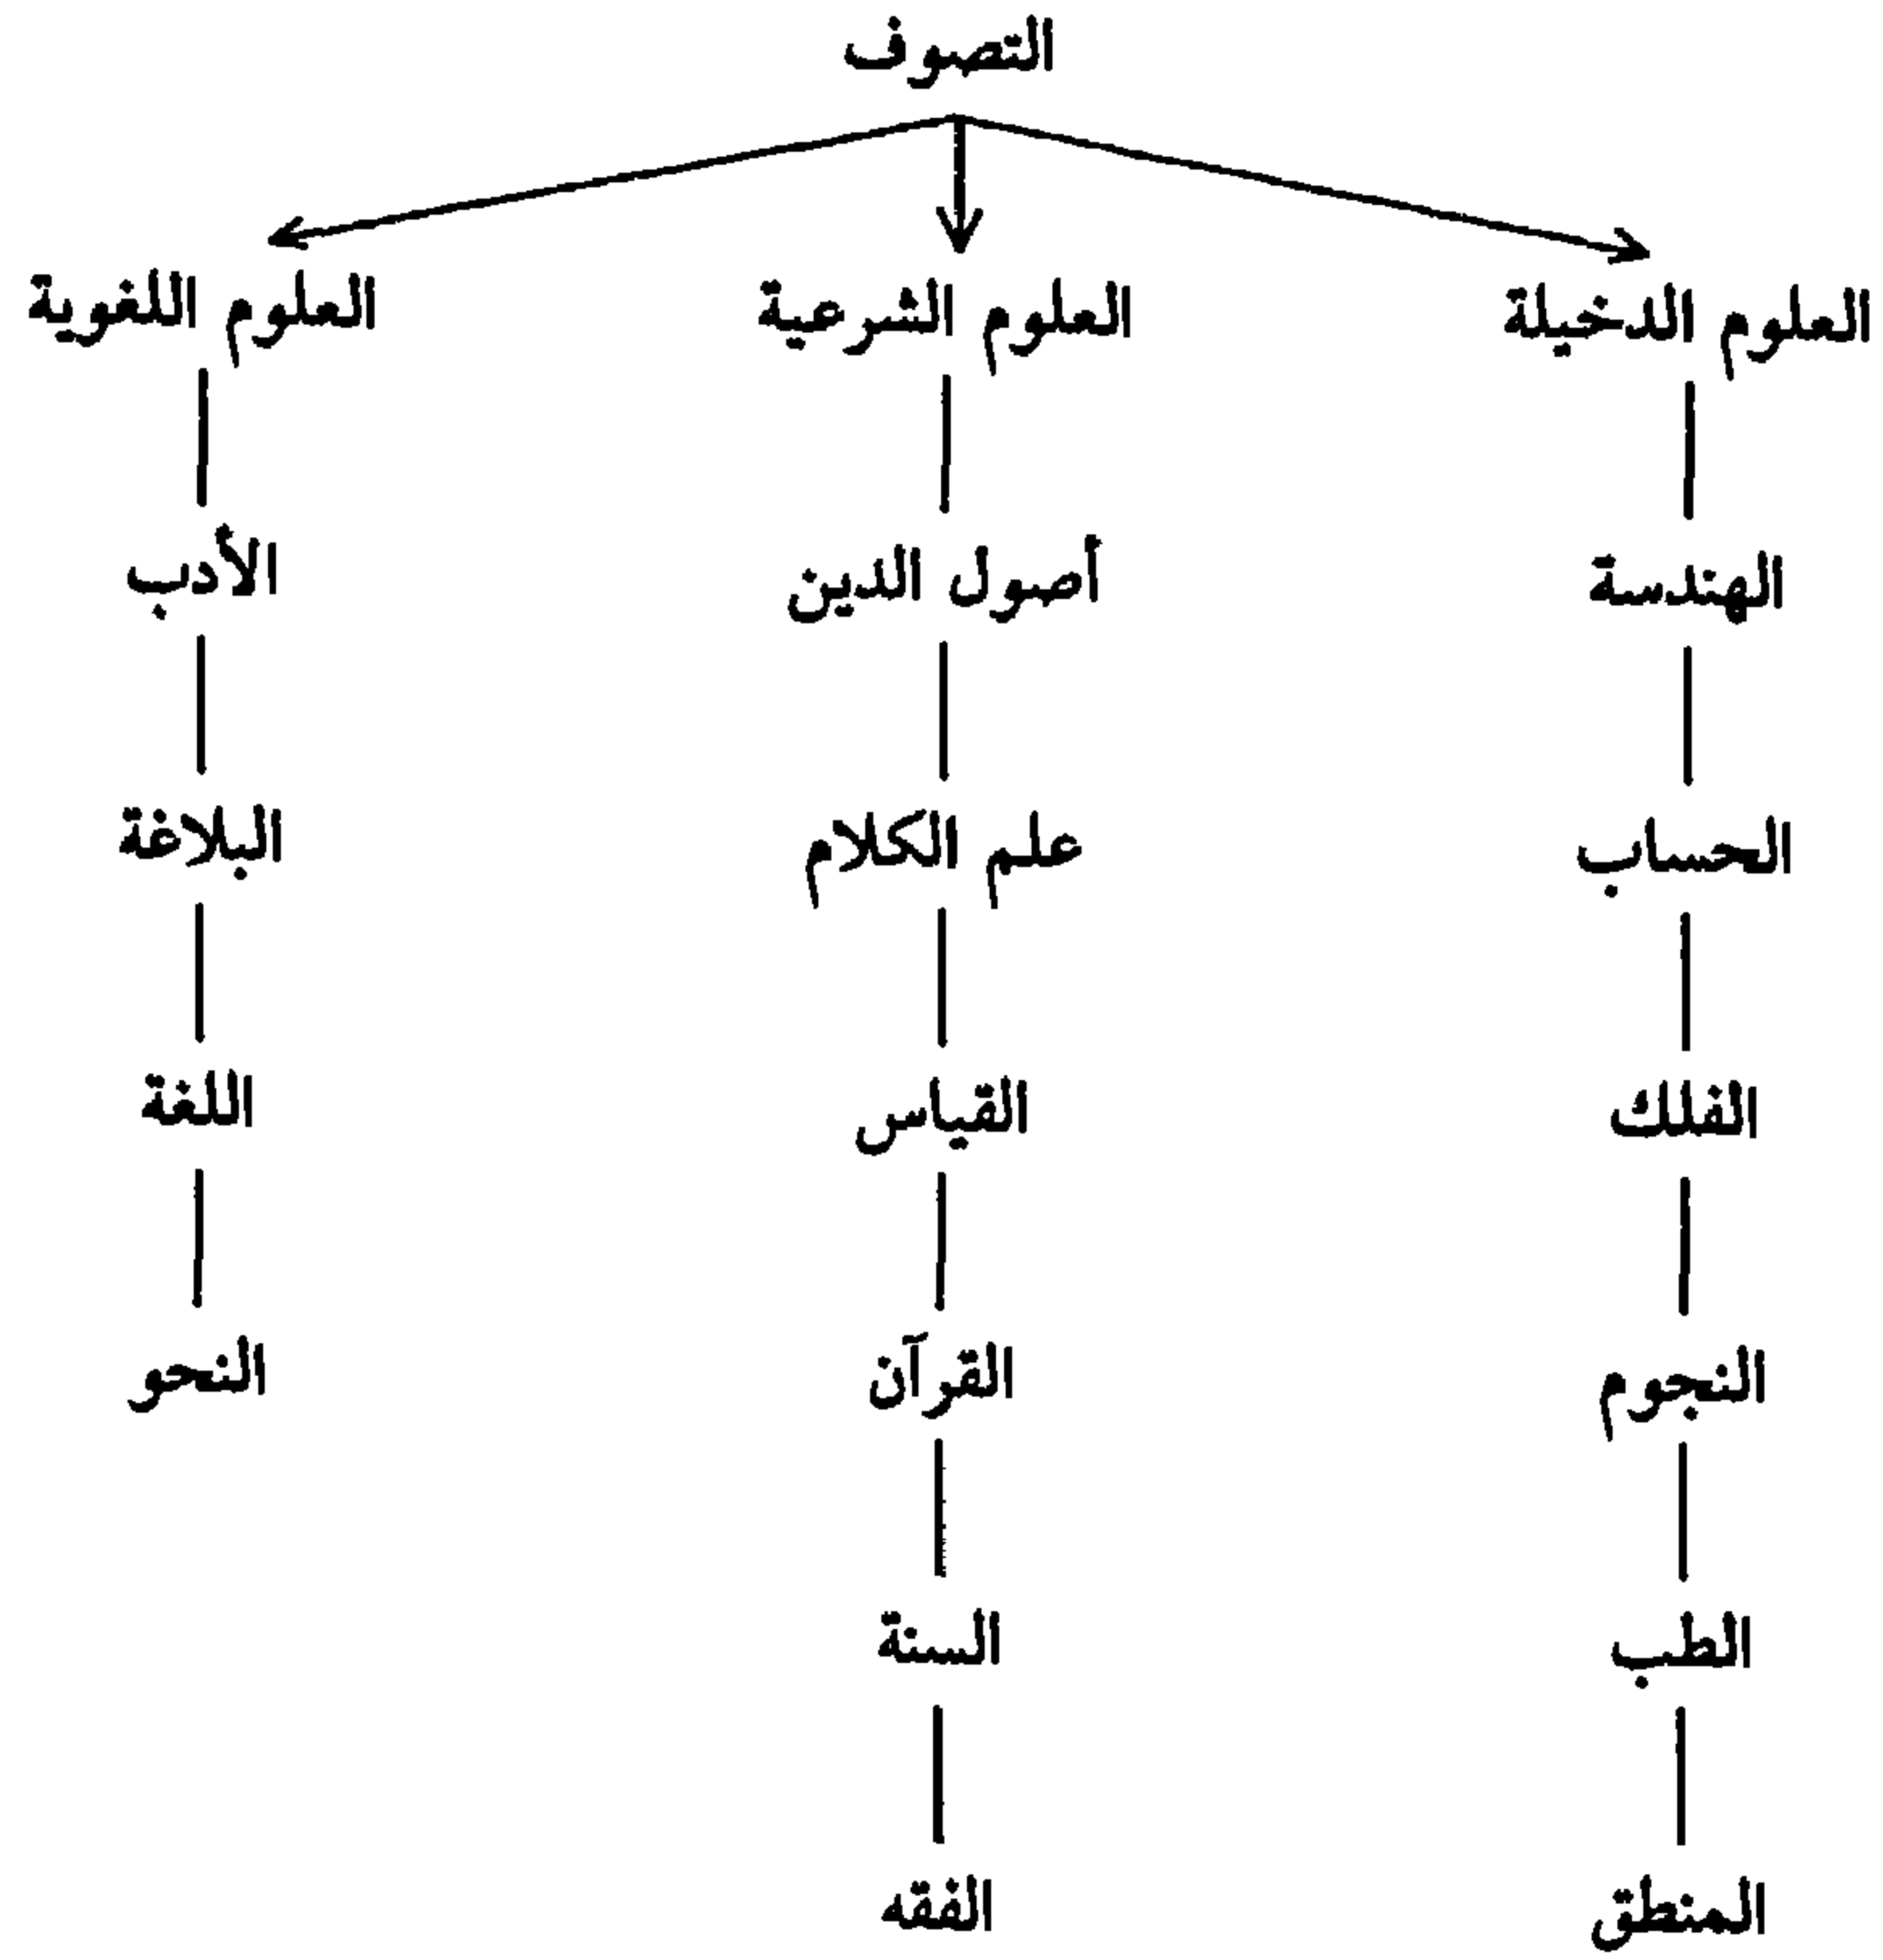 التصوف
العلوم الدخيلة
العلوم الشرعية
العلوم اللغوية
الهندسة
أصول الدين
الأدب
الحساب
علم الكلام
البلاغة
الفلك
القياس
اللغة
النجوم
القرآن
النحو
الطب
السنة
المنطق
الفقه